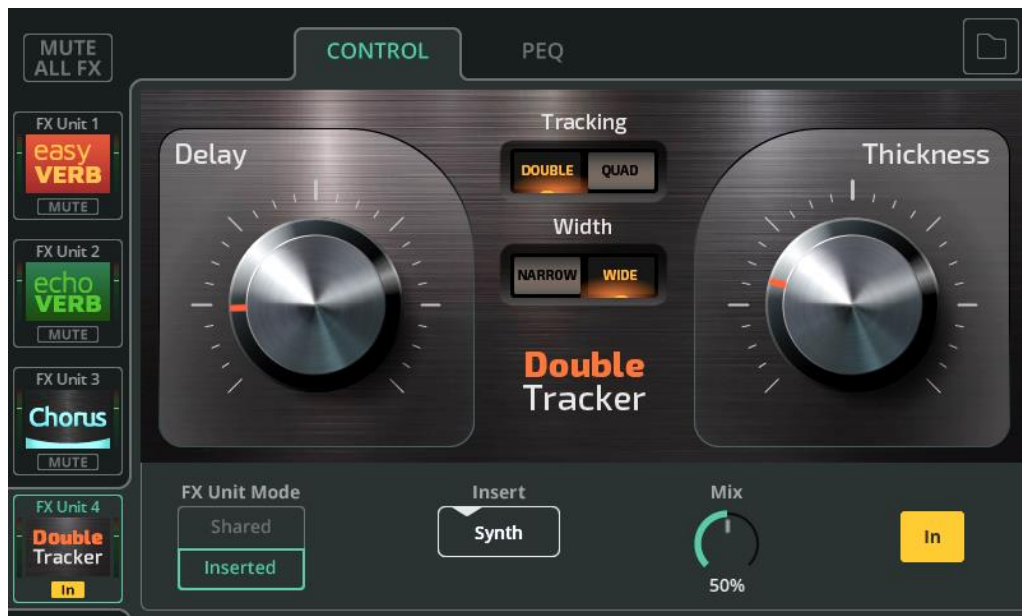 MUTE
ALL FX
CONTROL
PEQ
FX Unit 1
easy
VERB
MUTE
FX Unit 2
echo
VERB
MUTE
FX Unit 3
Chorus
MUTE
FX Unit 4
Double
Tracker
In
Delay
Tracking
DOUBLE QUAD
Width
NARROW WIDE
Double
Tracker
Thickness
FX Unit Mode
Shared
Inserted
Insert
Synth
Mix
50%
In